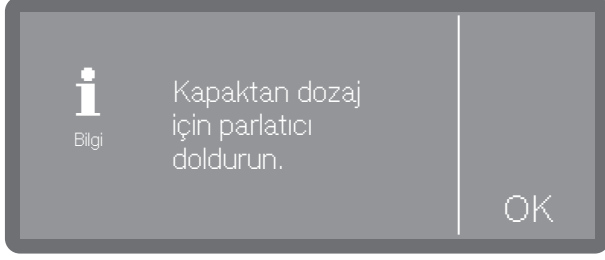 Bilgi
Kapaktan dozaj
için parlatıcı
doldurun.
OK